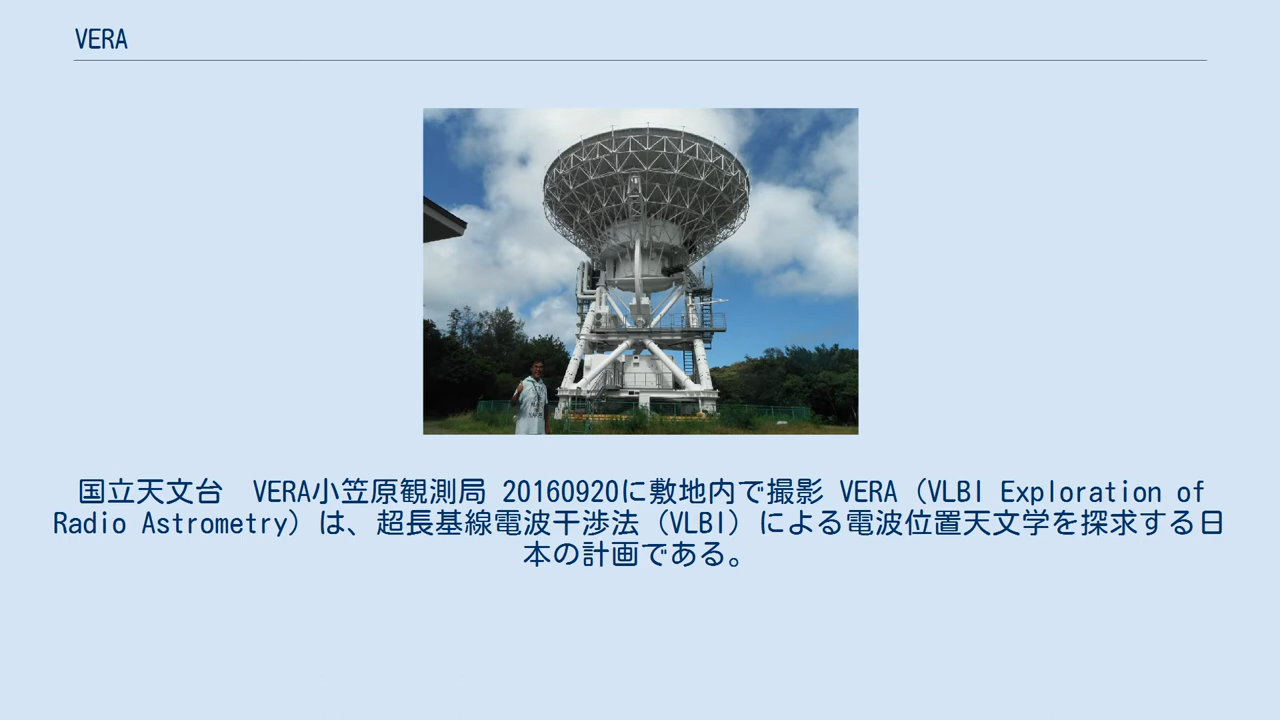 VERA
国立天文台　VERA小笠原観測局 20160920に敷地内で撮影 VERA（VLBI Exploration of
Radio Astrometry）は、超長基線電波干渉法（VLBI）による電波位置天文学を探求する日
本の計画である。